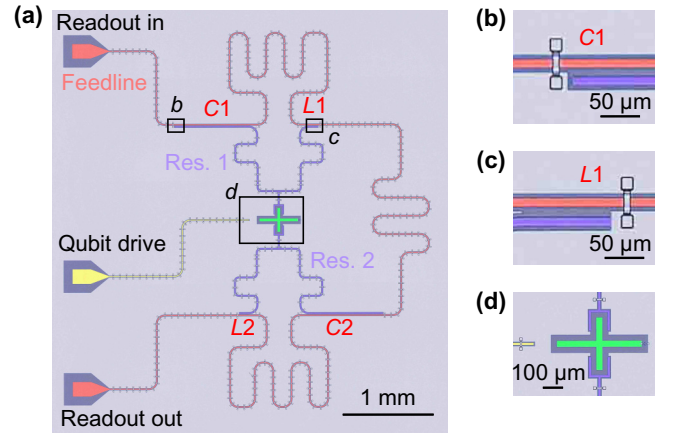 (a)
Readout in
Feedline
b
C1
L1
c
Res. 1
d
Qubit drive
Res. 2
L2
C2
Readout out
1 mm
(b)
C1
50 μm
(c)
L1
50 μm
(d)
100 μm